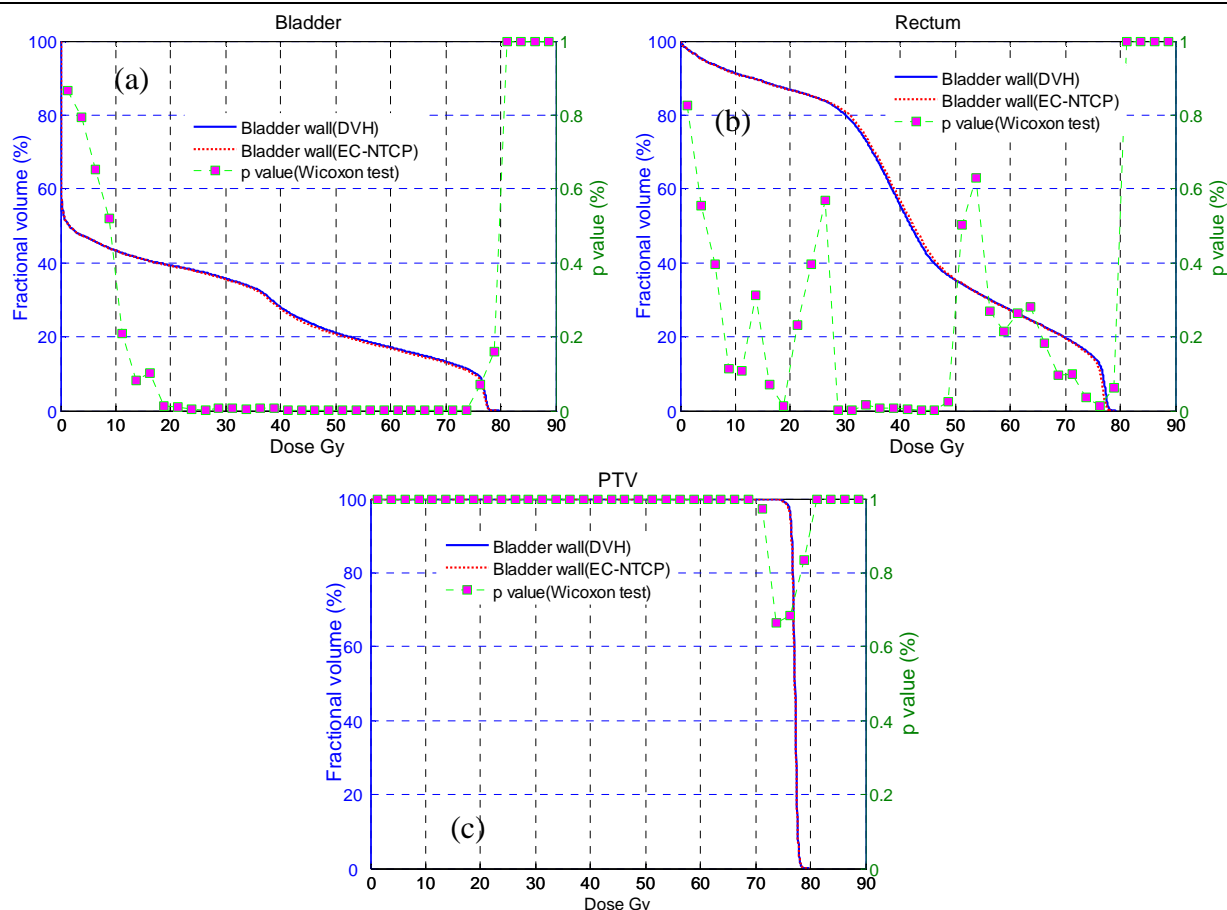 Bladder
(a)
Bladder wall(DVH)
Bladder wall(EC-NTCP)
p value(Wicoxon test)
Fractional volume (%)
100
80
60
40
20
0
0 10 20 30 40 50 60 70 80 90
Dose Gy
1
0.8
0.6
0.4
0.2
0
p value (%)
Rectum
(b)
Bladder wall(DVH)
Bladder wall(EC-NTCP)
p value(Wicoxon test)
Fractional volume (%)
100
80
60
40
20
0
0 10 20 30 40 50 60 70 80 90
Dose Gy
1
0.8
0.6
0.4
0.2
0
p value (%)
PTV
Bladder wall(DVH)
Bladder wall(EC-NTCP)
p value(Wicoxon test)
(c)
Fractional volume (%)
100
80
60
40
20
0
0 10 20 30 40 50 60 70 80 90
Dose Gy
1
0.8
0.6
0.4
0.2
0
p value (%)